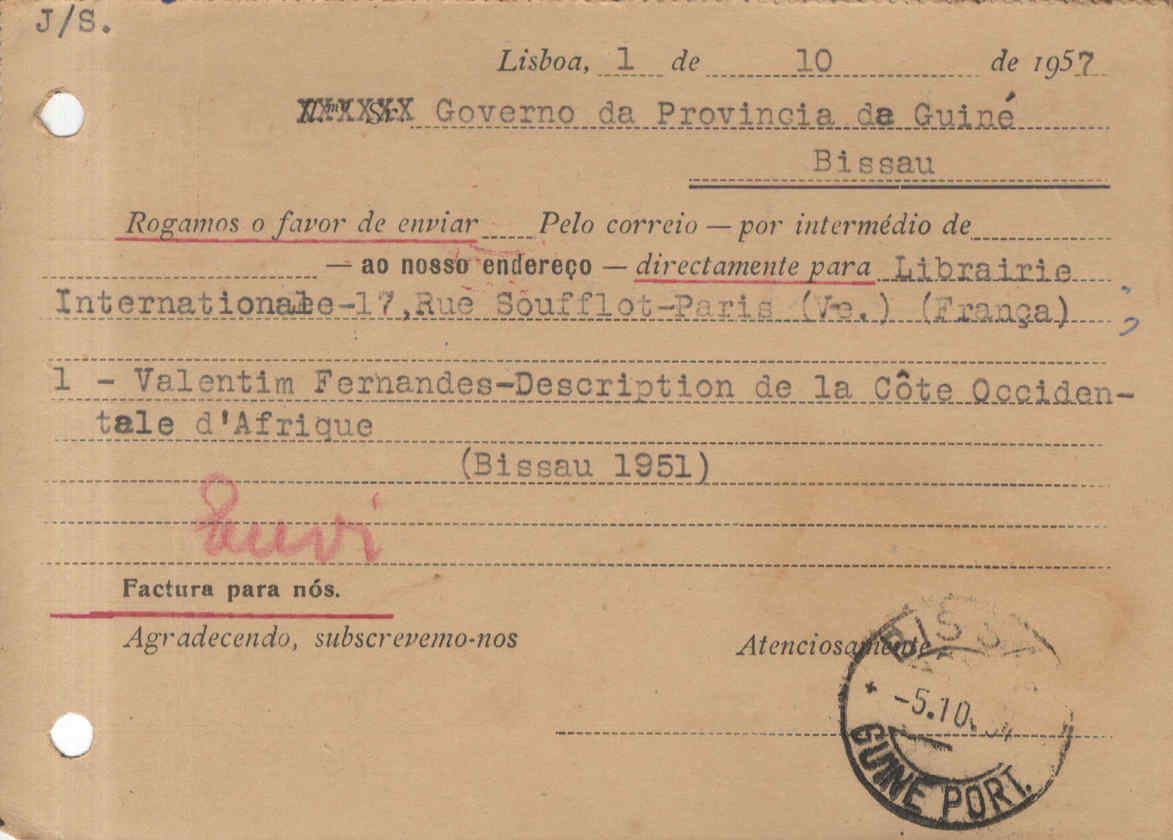 J/S.
Lisboa, 1 de 10 de 1957
Governo da Provincia da Guiné
Bissau
Rogamos o favor de enviar Pelo correio — por intermédio de
— ao nosso endereço — directamente para Librairie
Internationale-17,Rue Soufflot-Paris (Ve.) (França)
1 - Valentim Fernandes-Description de la Côte Occiden-
tale d'Afrique
(Bissau 1951)
Factura para nós.
Agradecendo, subscrevemo-nos Atenciosamente
-5.10.
GUINÉ PORT.